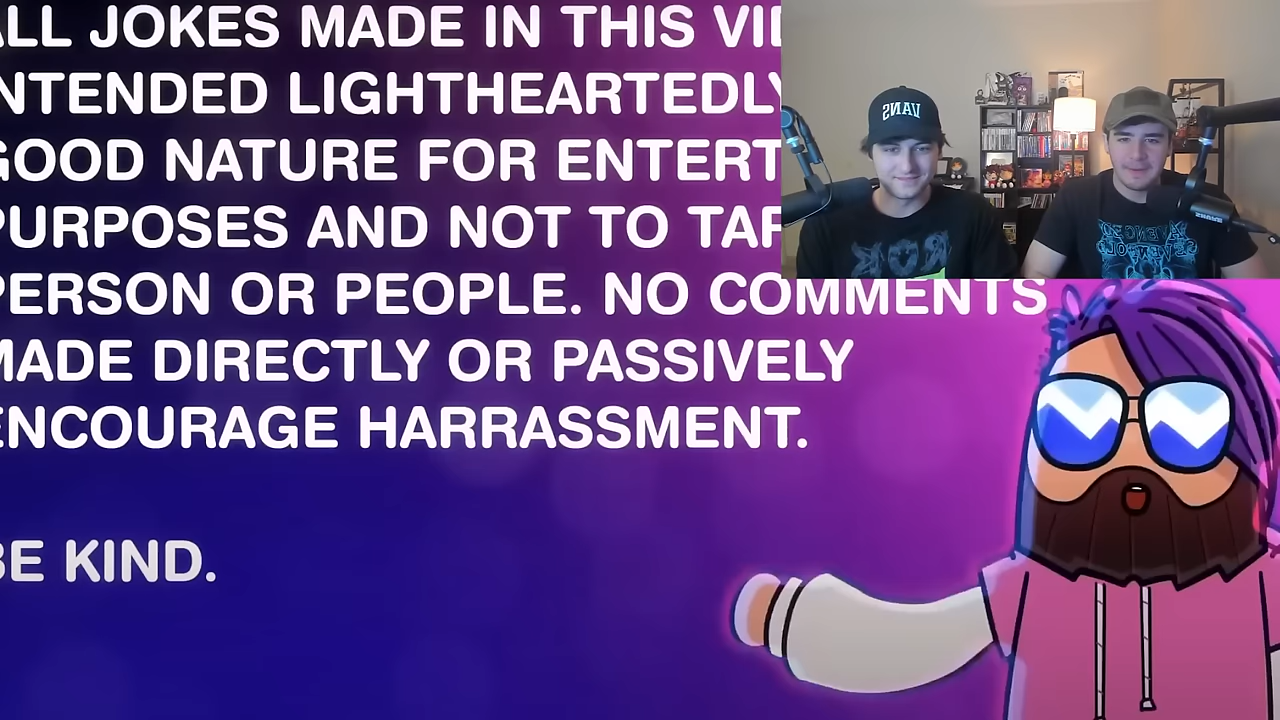 ALL JOKES MADE IN THIS VI
NTENDED LIGHTHEARTEDLY
GOOD NATURE FOR ENTERT
PURPOSES AND NOT TO TAR
PERSON OR PEOPLE. NO COMMENTS
MADE DIRECTLY OR PASSIVELY
ENCOURAGE HARRASSMENT.
BE KIND.
VANS